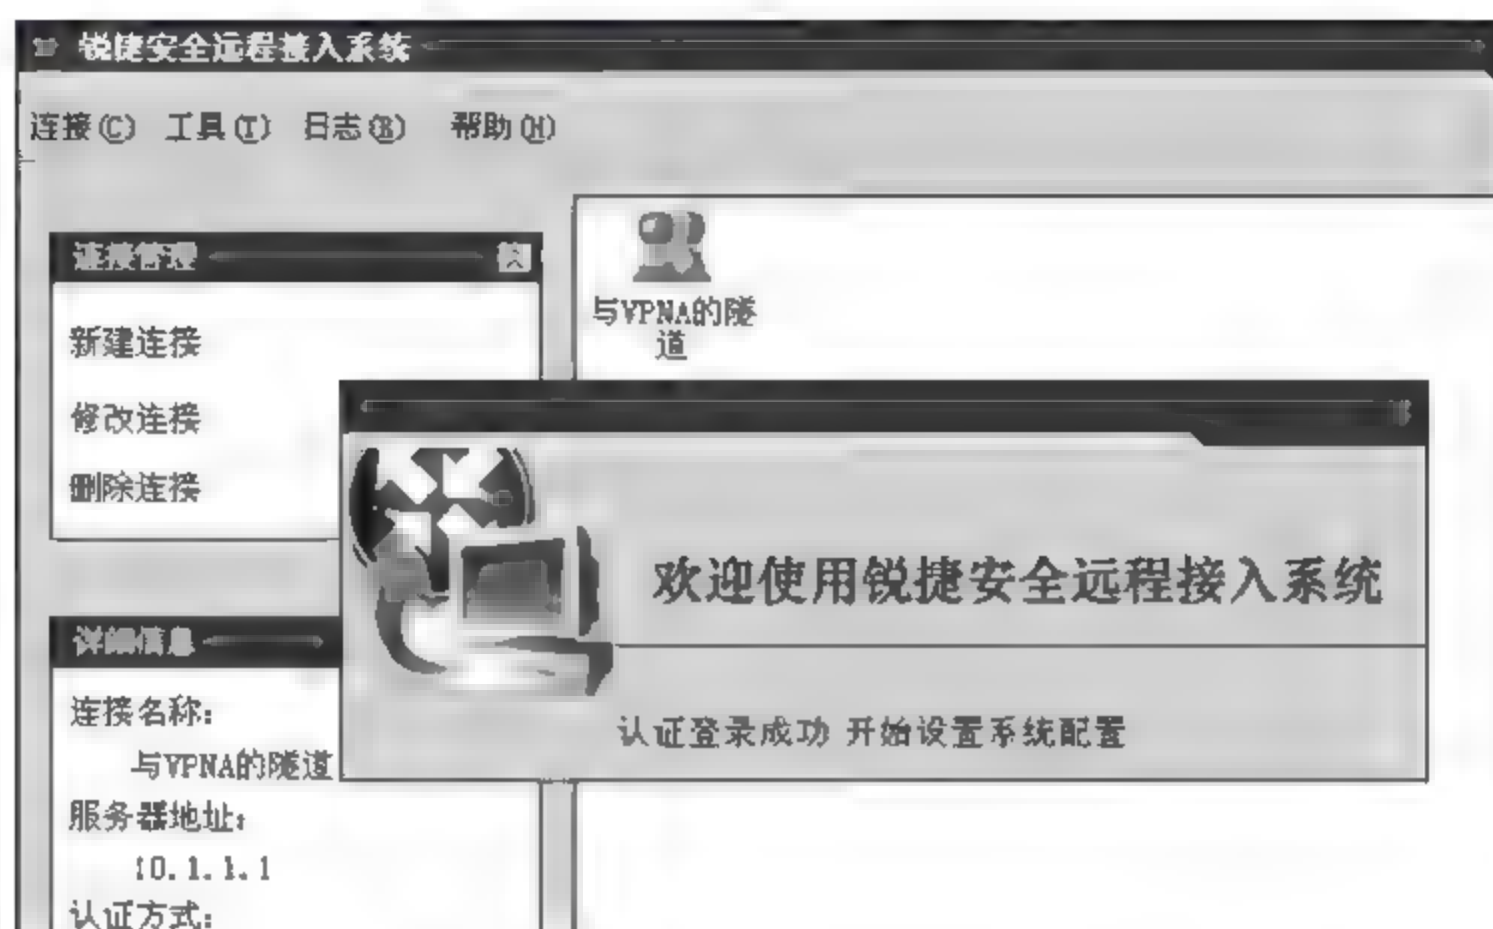 锐捷安全远程接入系统
连接(C) 工具(T) 日志(R) 帮助(H)
连接管理
与VPNA的隧
道
新建连接
修改连接
删除连接
欢迎使用锐捷安全远程接入系统
认证登录成功 开始设置系统配置
详细信息
连接名称:
与VPNA的隧道
服务器地址:
10.1.1.1
认证方式: